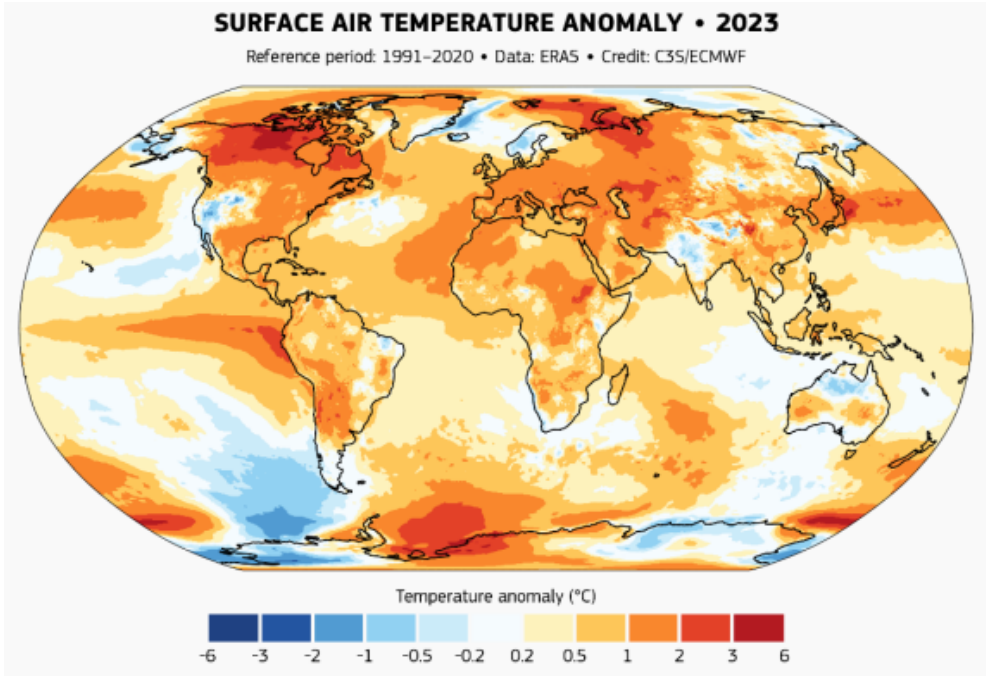 SURFACE AIR TEMPERATURE ANOMALY • 2023
Reference period: 1991–2020 • Data: ERA5 • Credit: C3S/ECMWF
Temperature anomaly (°C)
-6 -3 -2 -1 -0.5 -0.2 0.2 0.5 1 2 3 6